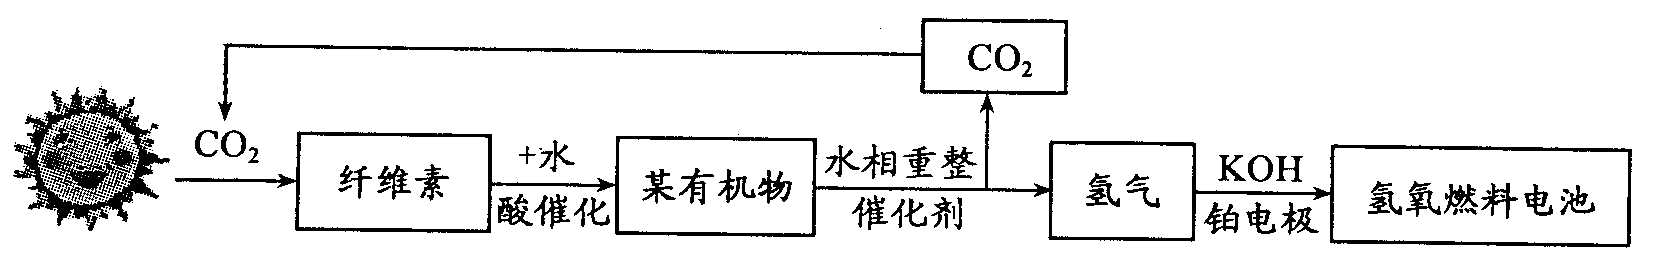 CO₂
CO₂
纤维素
+水
酸催化
某有机物
水相重整
催化剂
氢气
KOH
铂电极
氢氧燃料电池